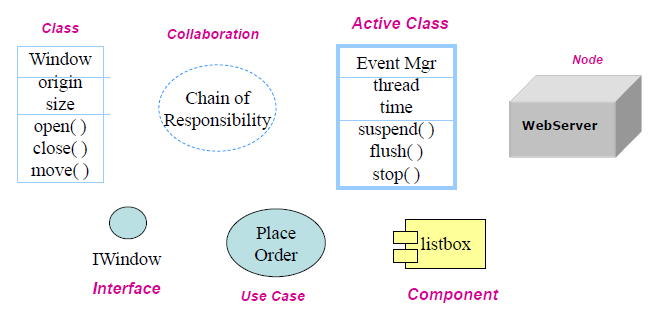 Class
Collaboration
Active Class
Node
Window
origin
size
open( )
close( )
move( )
Chain of
Responsibility
Event Mgr
thread
time
suspend( )
flush( )
stop( )
WebServer
IWindow
Interface
Place
Order
Use Case
listbox
Component